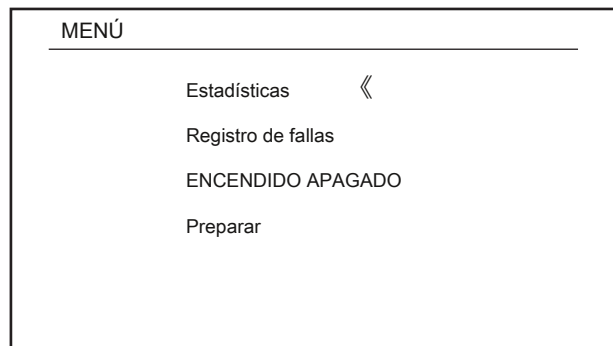 MENÚ
Estadísticas 《
Registro de fallas
ENCENDIDO APAGADO
Preparar